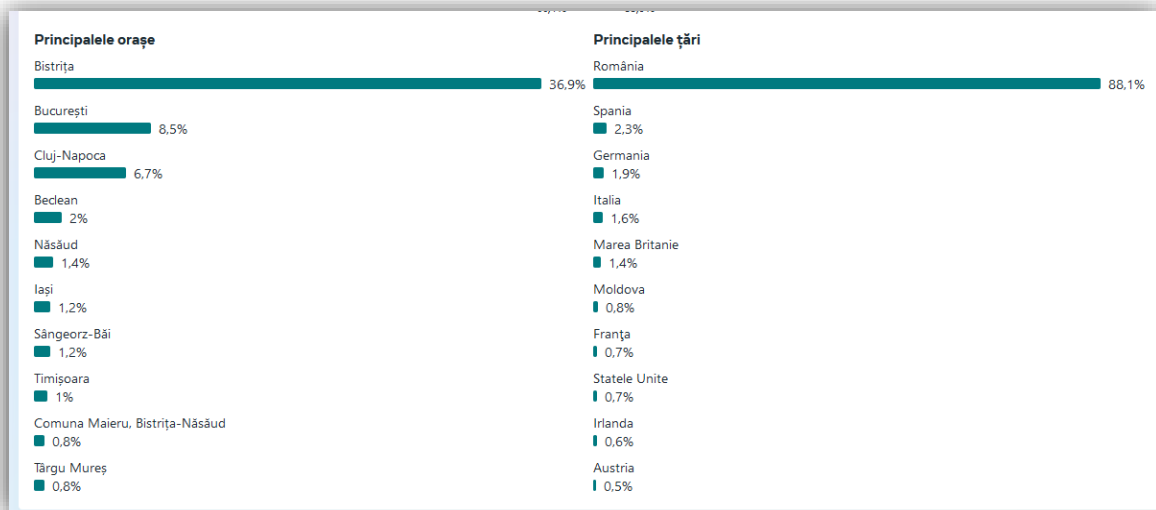 Principalele orașe
Bistrița
36,9%
București
8,5%
Cluj-Napoca
6,7%
Beclean
2%
Năsăud
1,4%
Iași
1,2%
Sângeorz-Băi
1,2%
Timișoara
1%
Comuna Maieru, Bistrița-Năsăud
0,8%
Târgu Mureș
0,8%
Principalele țări
România
88,1%
Spania
2,3%
Germania
1,9%
Italia
1,6%
Marea Britanie
1,4%
Moldova
0,8%
Franţa
0,7%
Statele Unite
0,7%
Irlanda
0,6%
Austria
0,5%